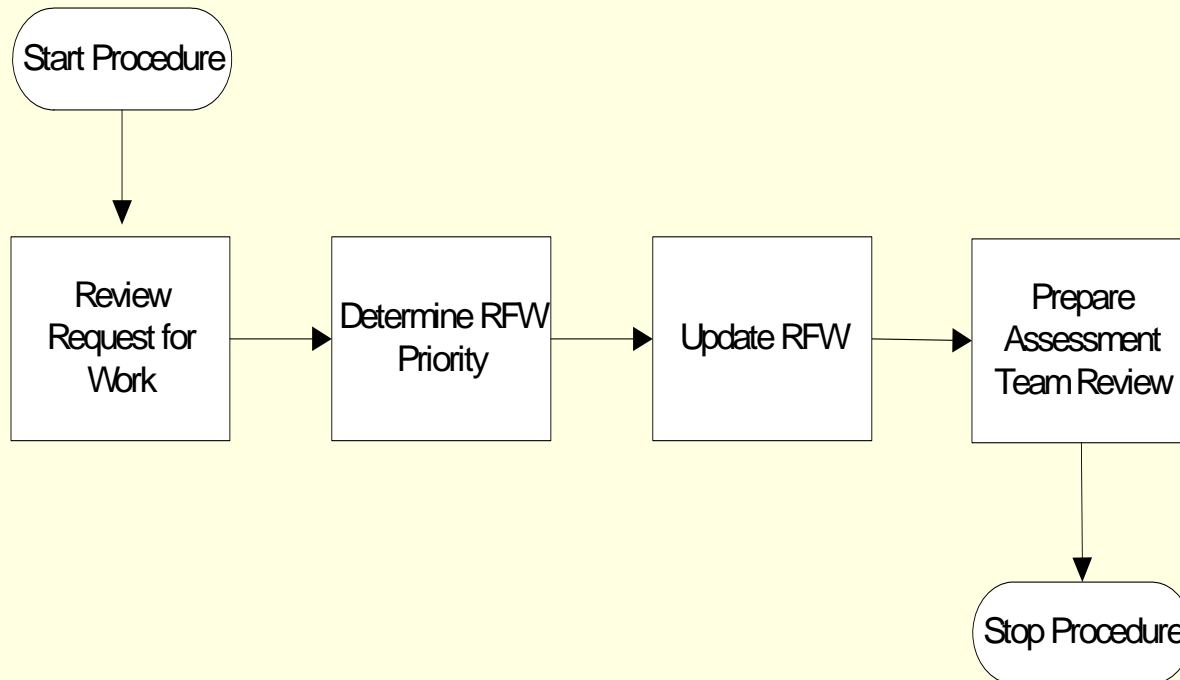 Start Procedure
Review
Request for
Work
Determine RFW
Priority
Update RFW
Prepare
Assessment
Team Review
Stop Procedure